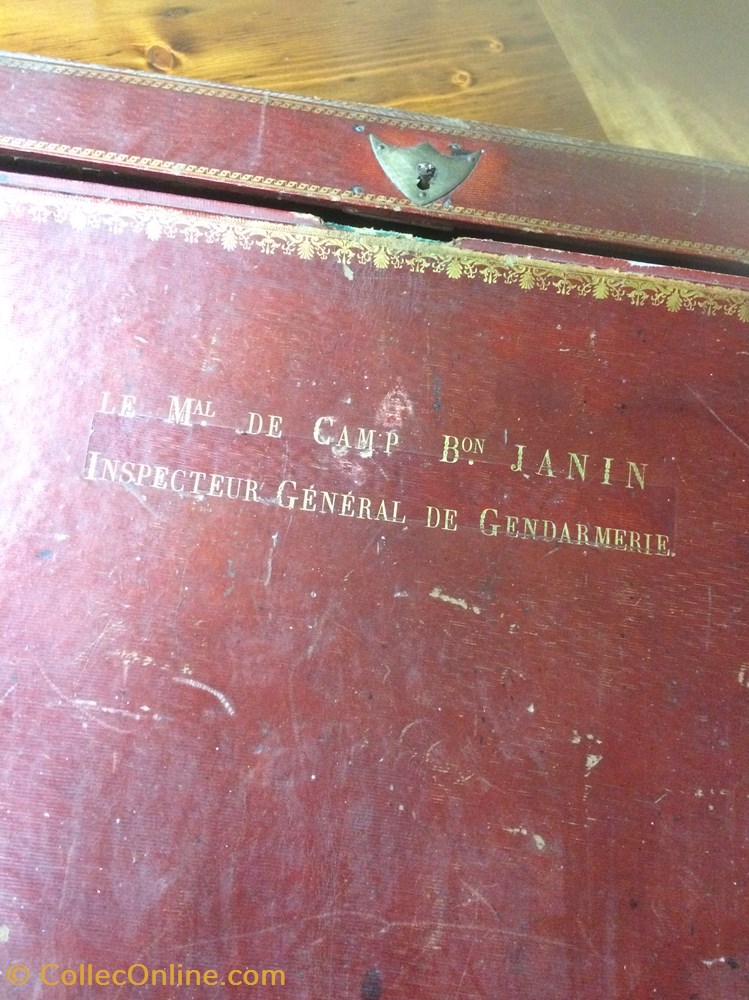 LE MAL. DE CAMP BON. JANIN
INSPECTEUR GÉNÉRAL DE GENDARMERIE.
© CollecOnline.com